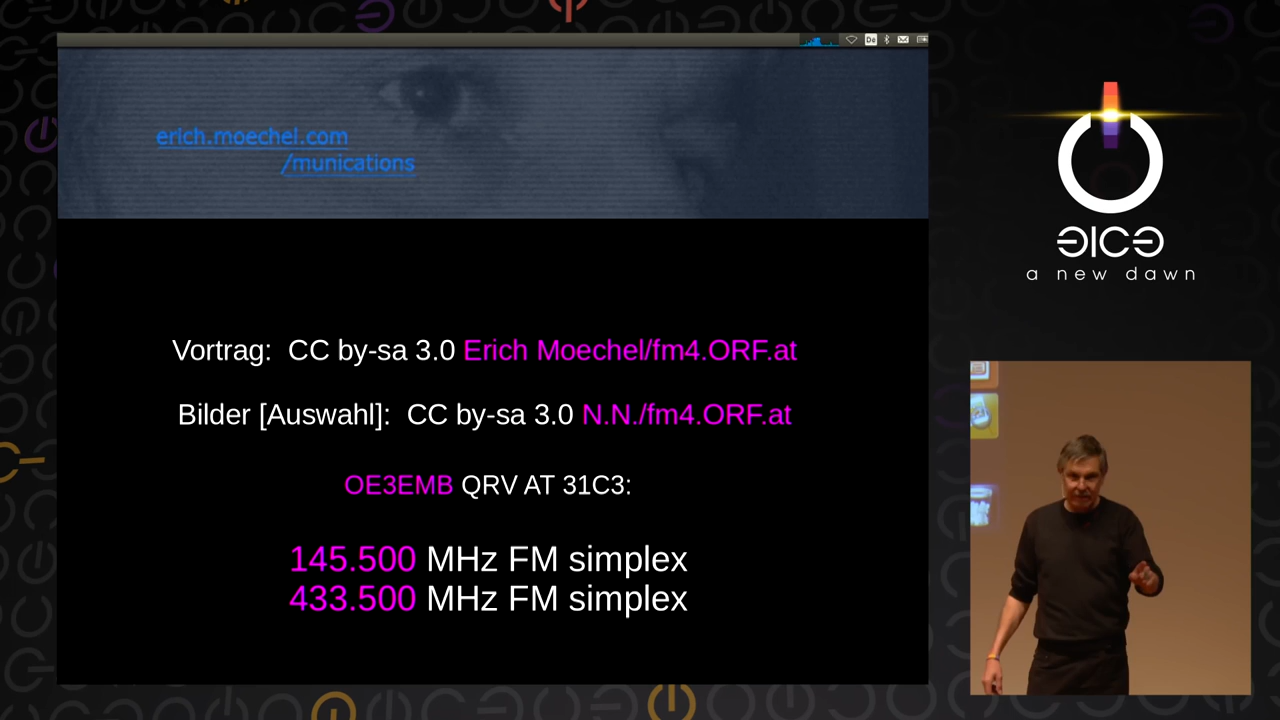 De
erich.moechel.com
/munications
Vortrag: CC by-sa 3.0 Erich Moechel/fm4.ORF.at
Bilder [Auswahl]: CC by-sa 3.0 N.N./fm4.ORF.at
OE3EMB QRV AT 31C3:
145.500 MHz FM simplex
433.500 MHz FM simplex
a new dawn